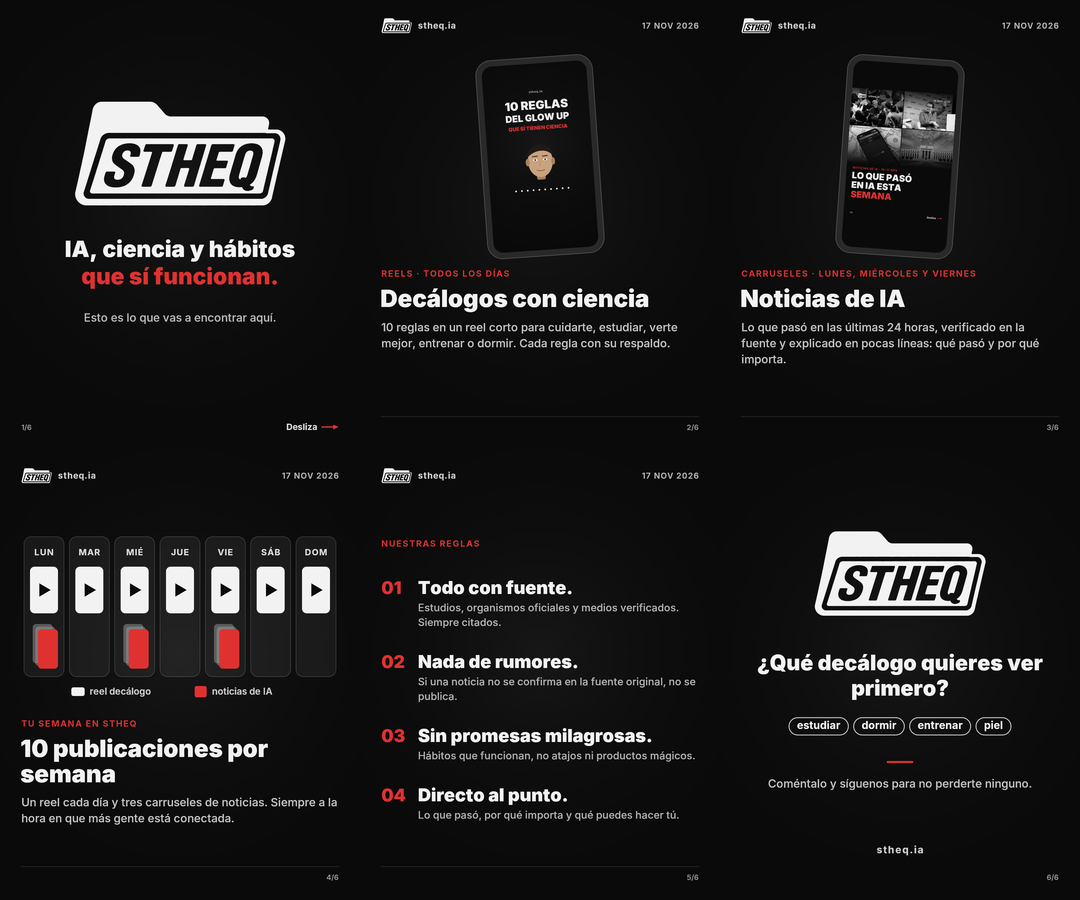 STHEQ
IA, ciencia y hábitos
que sí funcionan.
Esto es lo que vas a encontrar aquí.
1/6
Desliza
STHEQ stheq.ia
17 NOV 2026
stheq.ia
10 REGLAS
DEL GLOW UP
QUE SÍ TIENEN CIENCIA
REELS · TODOS LOS DÍAS
Decálogos con ciencia
10 reglas en un reel corto para cuidarte, estudiar, verte
mejor, entrenar o dormir. Cada regla con su respaldo.
2/6
STHEQ stheq.ia
17 NOV 2026
LO QUE PASÓ
EN IA ESTA
SEMANA
Desliza
CARRUSELES · LUNES, MIÉRCOLES Y VIERNES
Noticias de IA
Lo que pasó en las últimas 24 horas, verificado en la
fuente y explicado en pocas líneas: qué pasó y por qué
importa.
3/6
STHEQ stheq.ia
17 NOV 2026
LUN MAR MIÉ JUE VIE SÁB DOM
reel decálogo
noticias de IA
TU SEMANA EN STHEQ
10 publicaciones por
semana
Un reel cada día y tres carruseles de noticias. Siempre a la
hora en que más gente está conectada.
4/6
STHEQ stheq.ia
17 NOV 2026
NUESTRAS REGLAS
01 Todo con fuente.
Estudios, organismos oficiales y medios verificados.
Siempre citados.
02 Nada de rumores.
Si una noticia no se confirma en la fuente original, no se
publica.
03 Sin promesas milagrosas.
Hábitos que funcionan, no atajos ni productos mágicos.
04 Directo al punto.
Lo que pasó, por qué importa y qué puedes hacer tú.
5/6
STHEQ
¿Qué decálogo quieres ver
primero?
estudiar dormir entrenar piel
Coméntalo y síguenos para no perderte ninguno.
stheq.ia
6/6